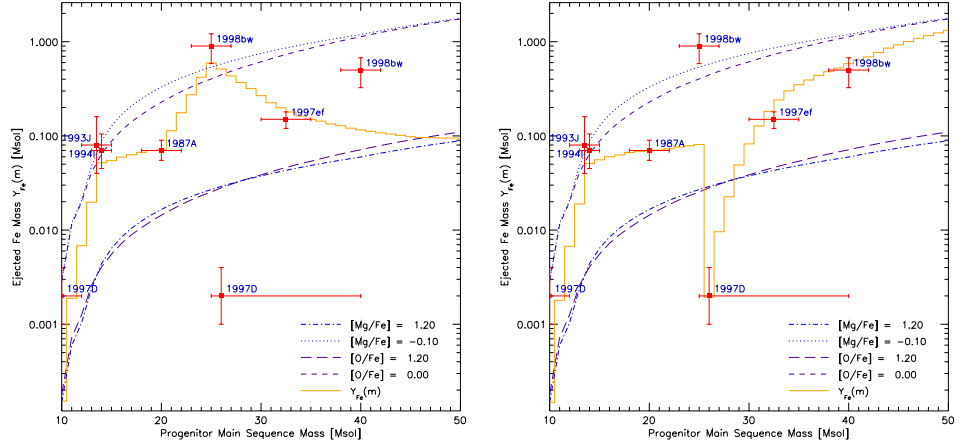 Ejected Fe Mass Y_Fe(m) [Msol]
1.000
0.100
0.010
0.001
1998bw
1998bw
1997ef
1993J
1994I
1987A
1997D
1997D
[Mg/Fe] = 1.20
[Mg/Fe] = −0.10
[O/Fe] = 1.20
[O/Fe] = 0.00
Y_Fe(m)
10 20 30 40 50
Progenitor Main Sequence Mass [Msol]
Ejected Fe Mass Y_Fe(m) [Msol]
1.000
0.100
0.010
0.001
1998bw
1998bw
1997ef
1993J
1994I
1987A
1997D
1997D
[Mg/Fe] = 1.20
[Mg/Fe] = −0.10
[O/Fe] = 1.20
[O/Fe] = 0.00
Y_Fe(m)
10 20 30 40 50
Progenitor Main Sequence Mass [Msol]